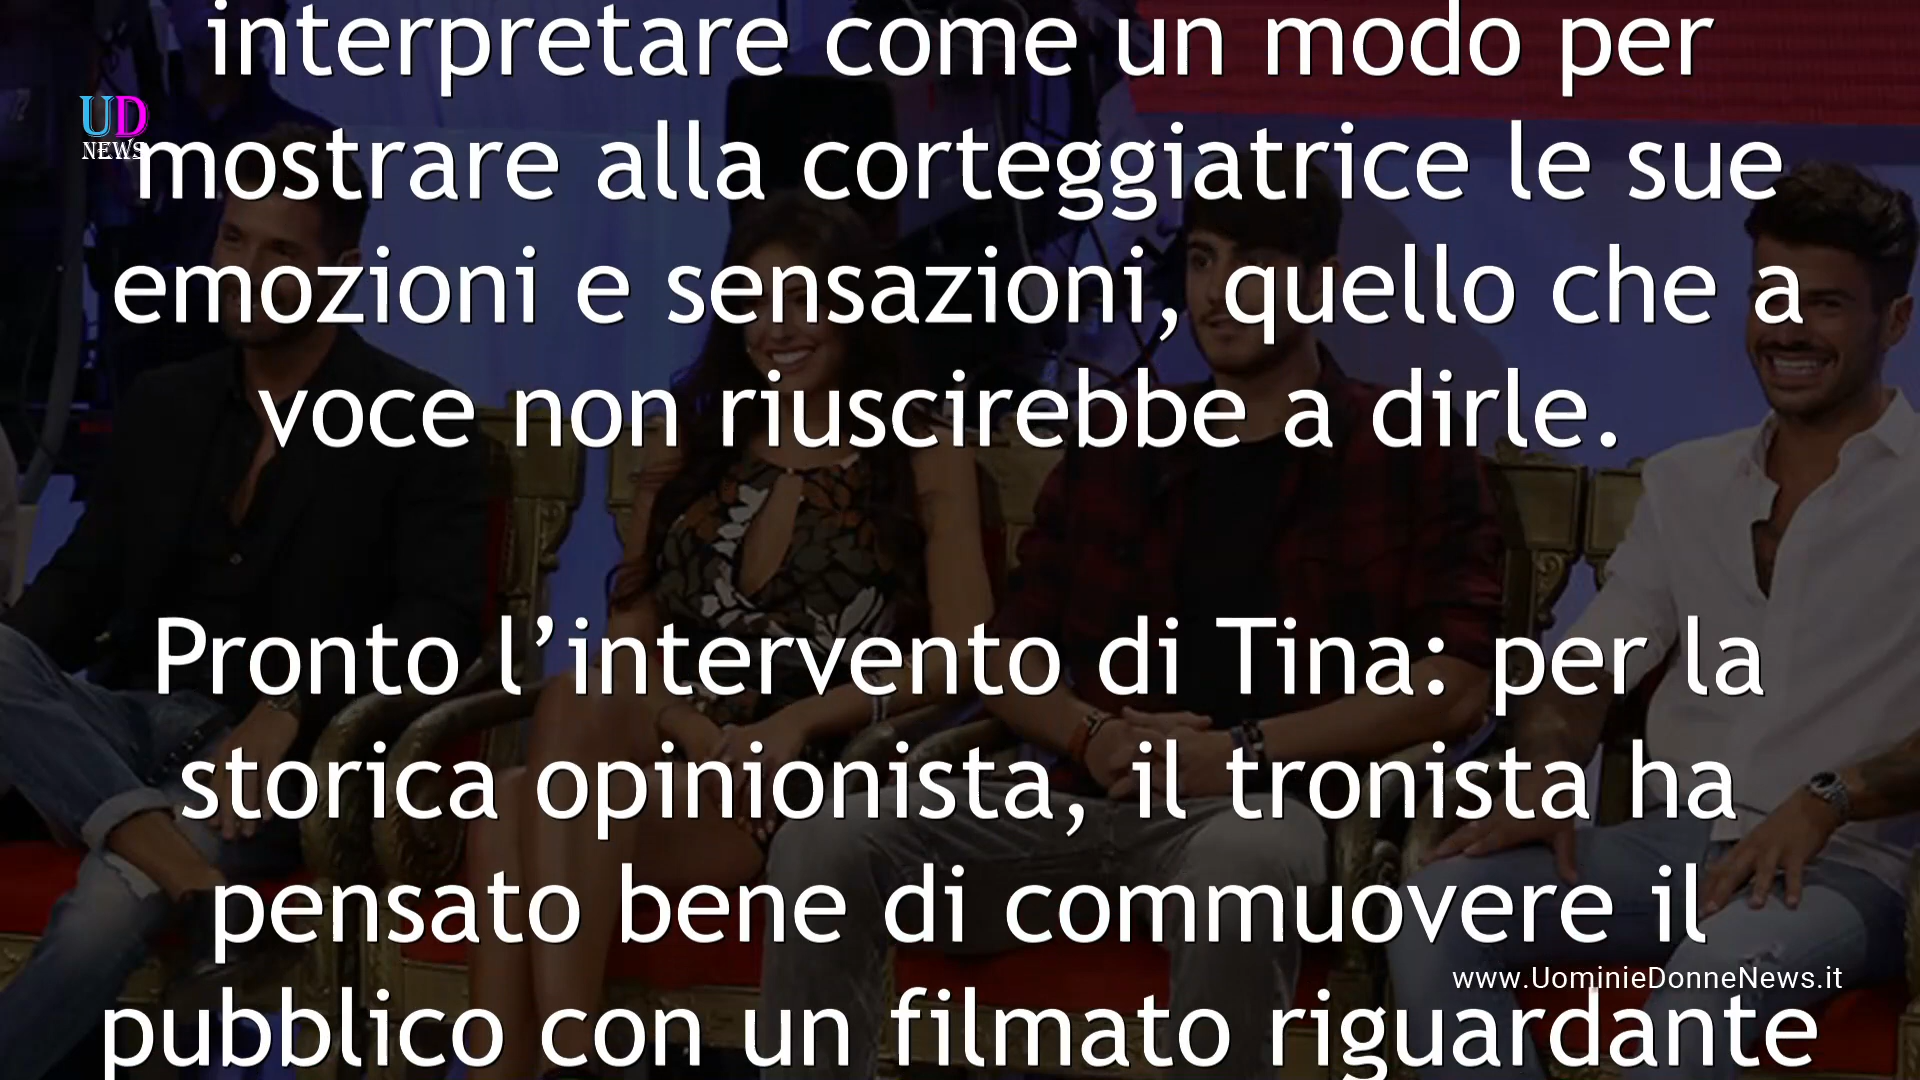 interpretare come un modo per
UD
NEWS
mostrare alla corteggiatrice le sue
emozioni e sensazioni, quello che a
voce non riuscirebbe a dirle.
Pronto l’intervento di Tina: per la
storica opinionista, il tronista ha
pensato bene di commuovere il
www.UominieDonneNews.it
pubblico con un filmato riguardante